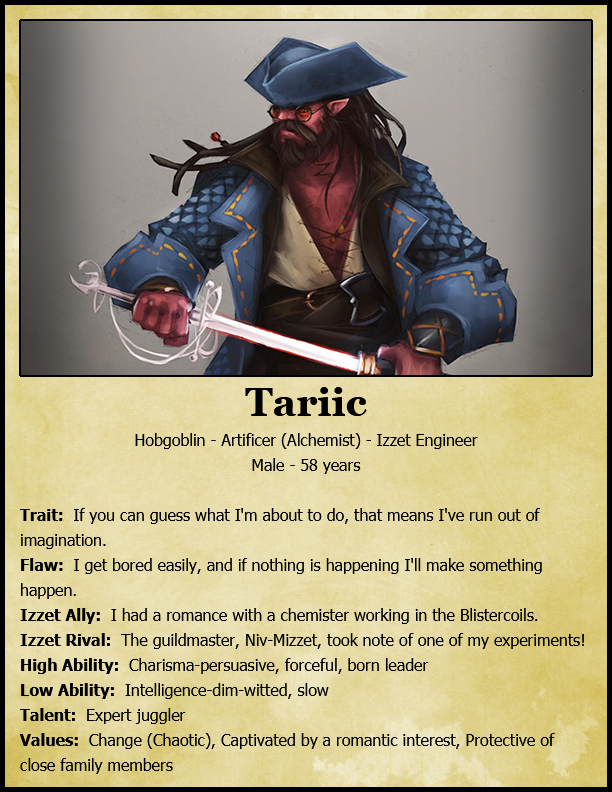 Tariic
Hobgoblin - Artificer (Alchemist) - Izzet Engineer
Male - 58 years
Trait:  If you can guess what I'm about to do, that means I've run out of
imagination.
Flaw:  I get bored easily, and if nothing is happening I'll make something
happen.
Izzet Ally:  I had a romance with a chemister working in the Blistercoils.
Izzet Rival:  The guildmaster, Niv-Mizzet, took note of one of my experiments!
High Ability:  Charisma-persuasive, forceful, born leader
Low Ability:  Intelligence-dim-witted, slow
Talent:  Expert juggler
Values:  Change (Chaotic), Captivated by a romantic interest, Protective of
close family members